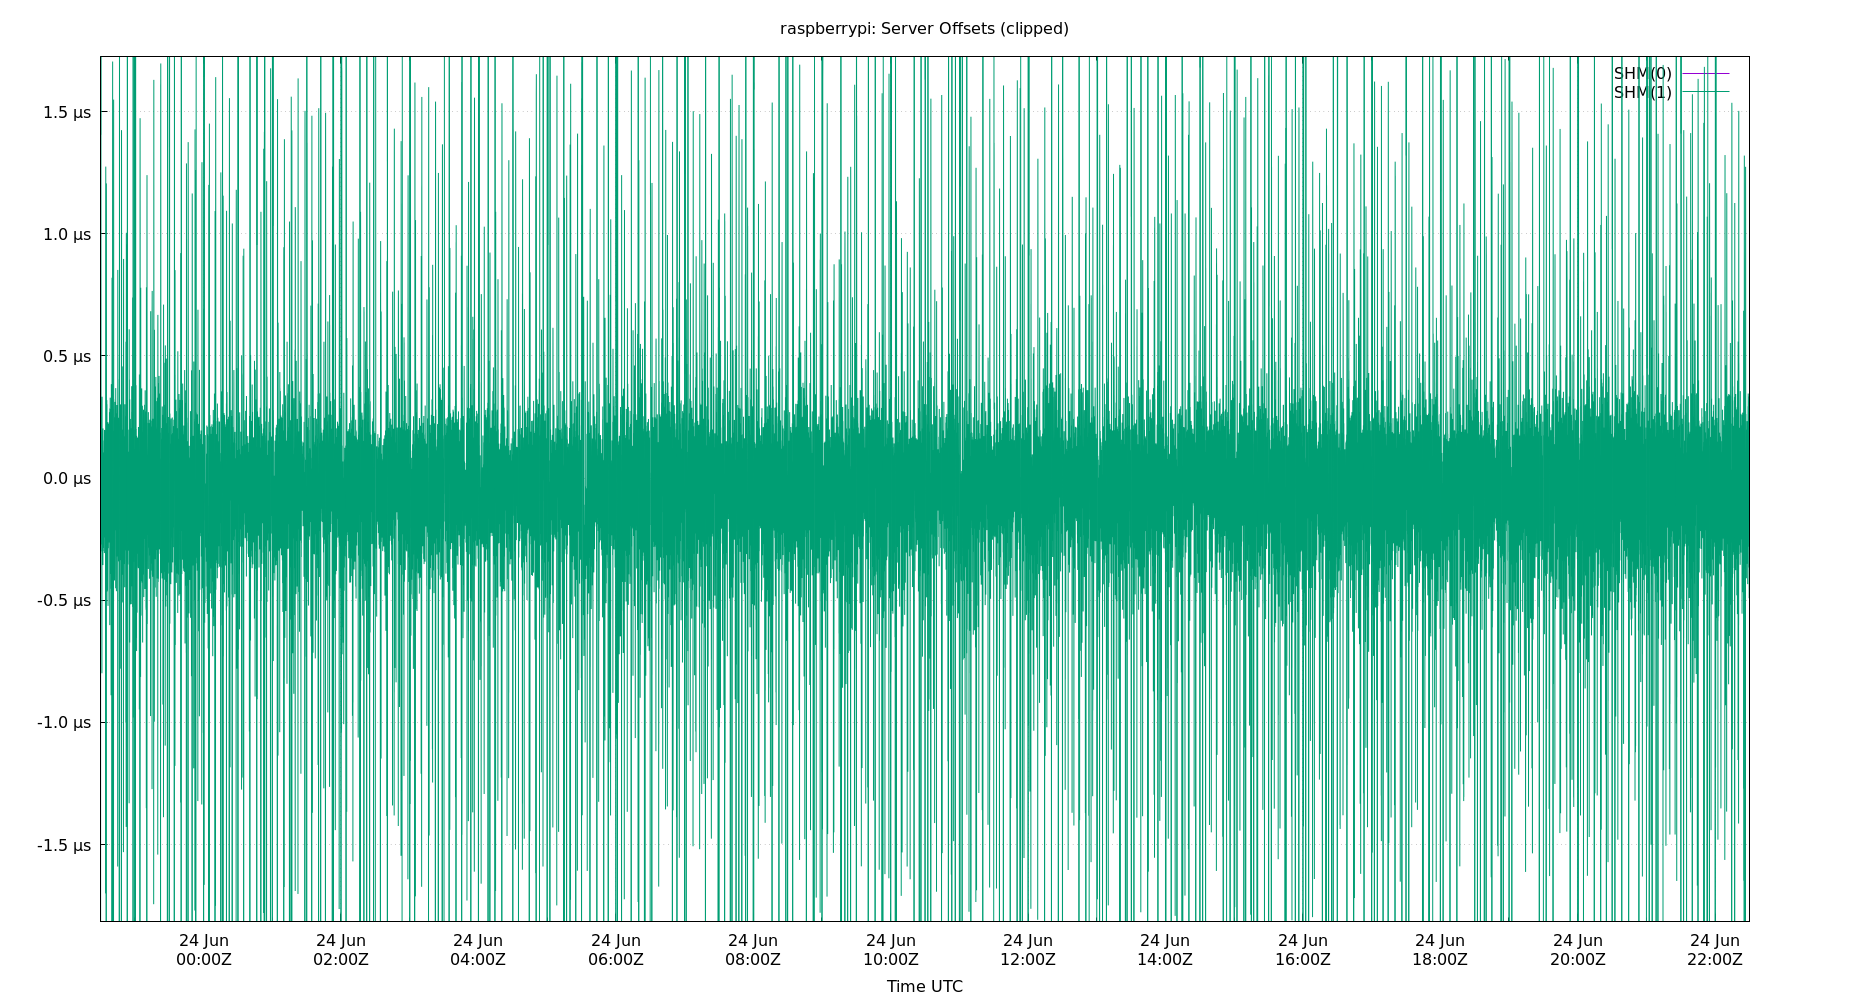 raspberrypi: Server Offsets (clipped)
SHM(0)
SHM(1)
1.5 µs
1.0 µs
0.5 µs
0.0 µs
-0.5 µs
-1.0 µs
-1.5 µs
24 Jun 24 Jun 24 Jun 24 Jun 24 Jun 24 Jun 24 Jun 24 Jun 24 Jun 24 Jun 24 Jun 24 Jun
00:00Z 02:00Z 04:00Z 06:00Z 08:00Z 10:00Z 12:00Z 14:00Z 16:00Z 18:00Z 20:00Z 22:00Z
Time UTC